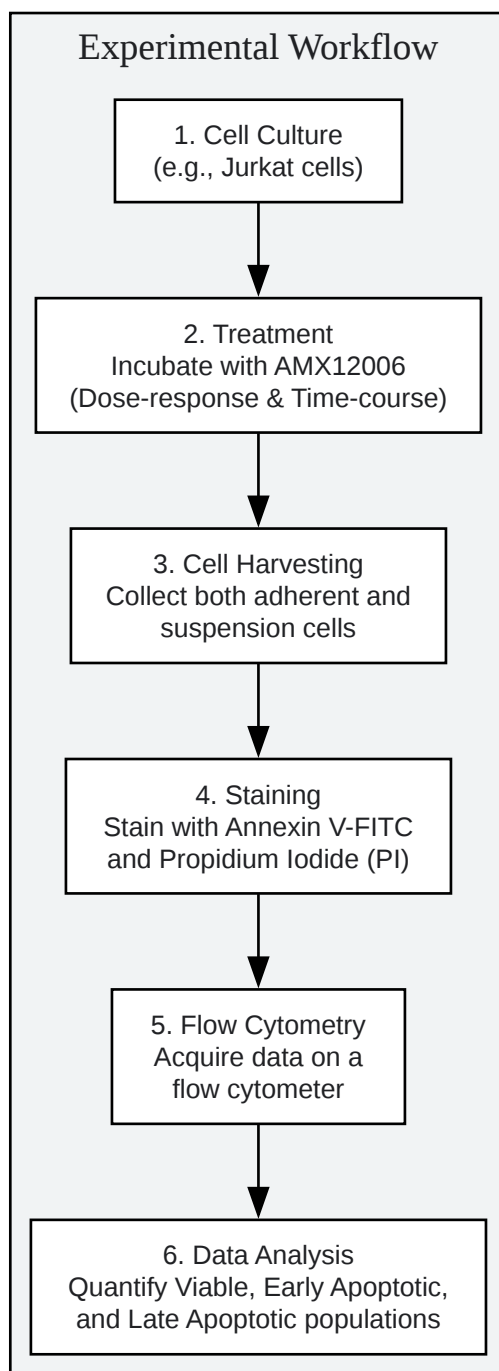 Experimental Workflow
1. Cell Culture
(e.g., Jurkat cells)
2. Treatment
Incubate with AMX12006
(Dose-response & Time-course)
3. Cell Harvesting
Collect both adherent and
suspension cells
4. Staining
Stain with Annexin V-FITC
and Propidium Iodide (PI)
5. Flow Cytometry
Acquire data on a
flow cytometer
6. Data Analysis
Quantify Viable, Early Apoptotic,
and Late Apoptotic populations